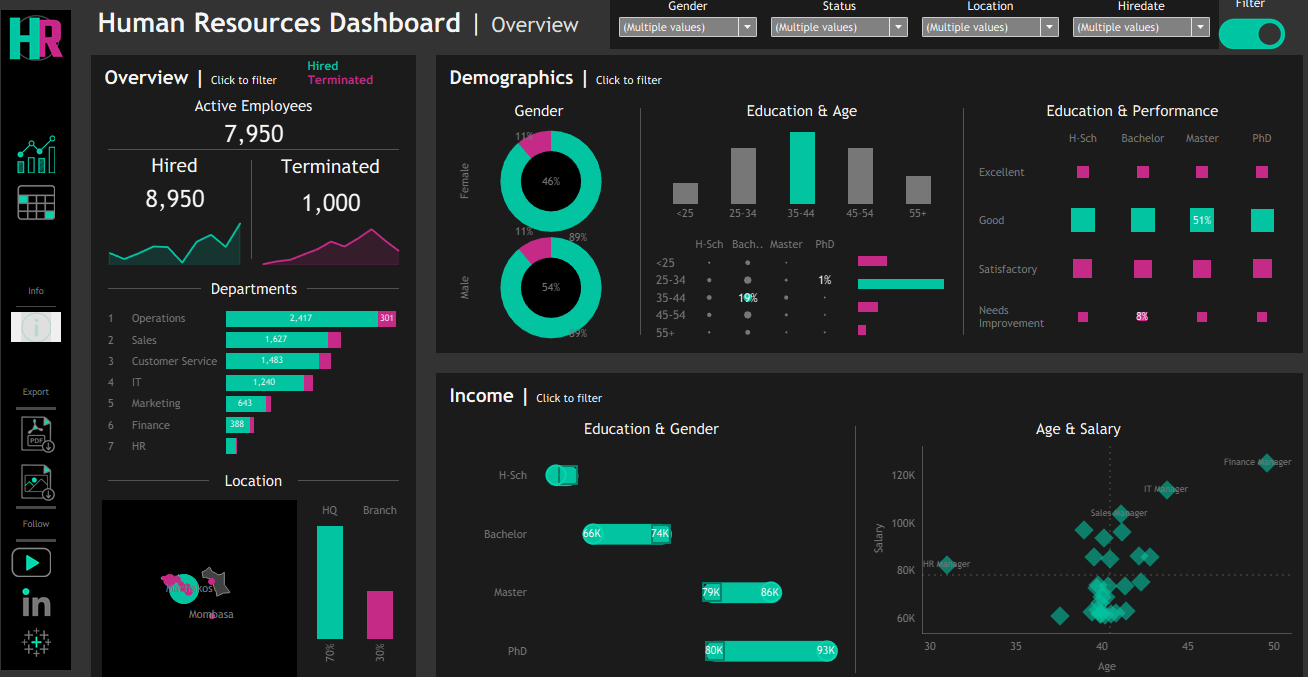 HR
Human Resources Dashboard | Overview
Gender
Status
Location
Hiredate
Filter
(Multiple values)
(Multiple values)
(Multiple values)
(Multiple values)
Overview | Click to filter
Hired
Terminated
Active Employees
7,950
Hired
8,950
Terminated
1,000
Departments
1 Operations 2,417 301
2 Sales 1,627
3 Customer Service 1,483
4 IT 1,240
5 Marketing 643
6 Finance 388
7 HR
Location
HQ Branch
Mombasa
70% 30%
Info
i
Export
PDF
Follow
in
Demographics | Click to filter
Gender
Female
11%
46%
89%
Male
11%
54%
89%
Education & Age
<25 25-34 35-44 45-54 55+
H-Sch Bach.. Master PhD
<25
25-34 1%
35-44 19%
45-54
55+
Education & Performance
H-Sch Bachelor Master PhD
Excellent
Good 51%
Satisfactory
Needs
Improvement 8%
Income | Click to filter
Education & Gender
H-Sch
Bachelor 66K 74K
Master 79K 86K
PhD 80K 93K
Age & Salary
Salary
120K
100K
80K
60K
Finance Manager
IT Manager
Sales Manager
HR Manager
30 35 40 45 50
Age